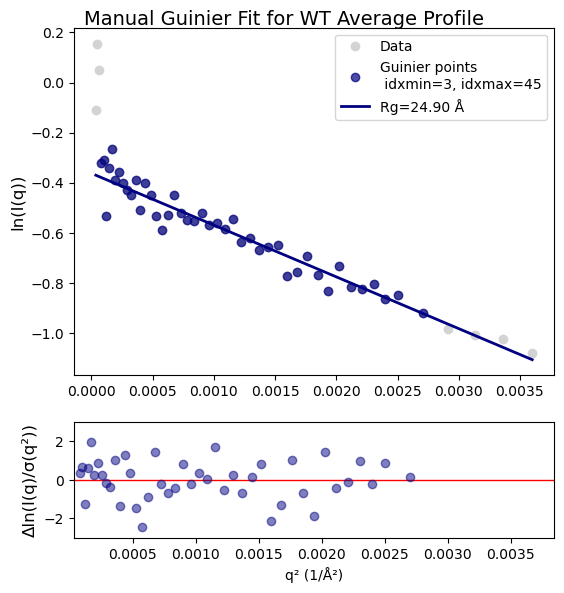 Manual Guinier Fit for WT Average Profile
0.2
0.0
−0.2
−0.4
−0.6
−0.8
−1.0
ln(I(q))
Data
Guinier points
idxmin=3, idxmax=45
Rg=24.90 Å
0.0000 0.0005 0.0010 0.0015 0.0020 0.0025 0.0030 0.0035
2
0
−2
Δln(I(q)/σ(q²))
0.0005 0.0010 0.0015 0.0020 0.0025 0.0030 0.0035
q² (1/Å²)